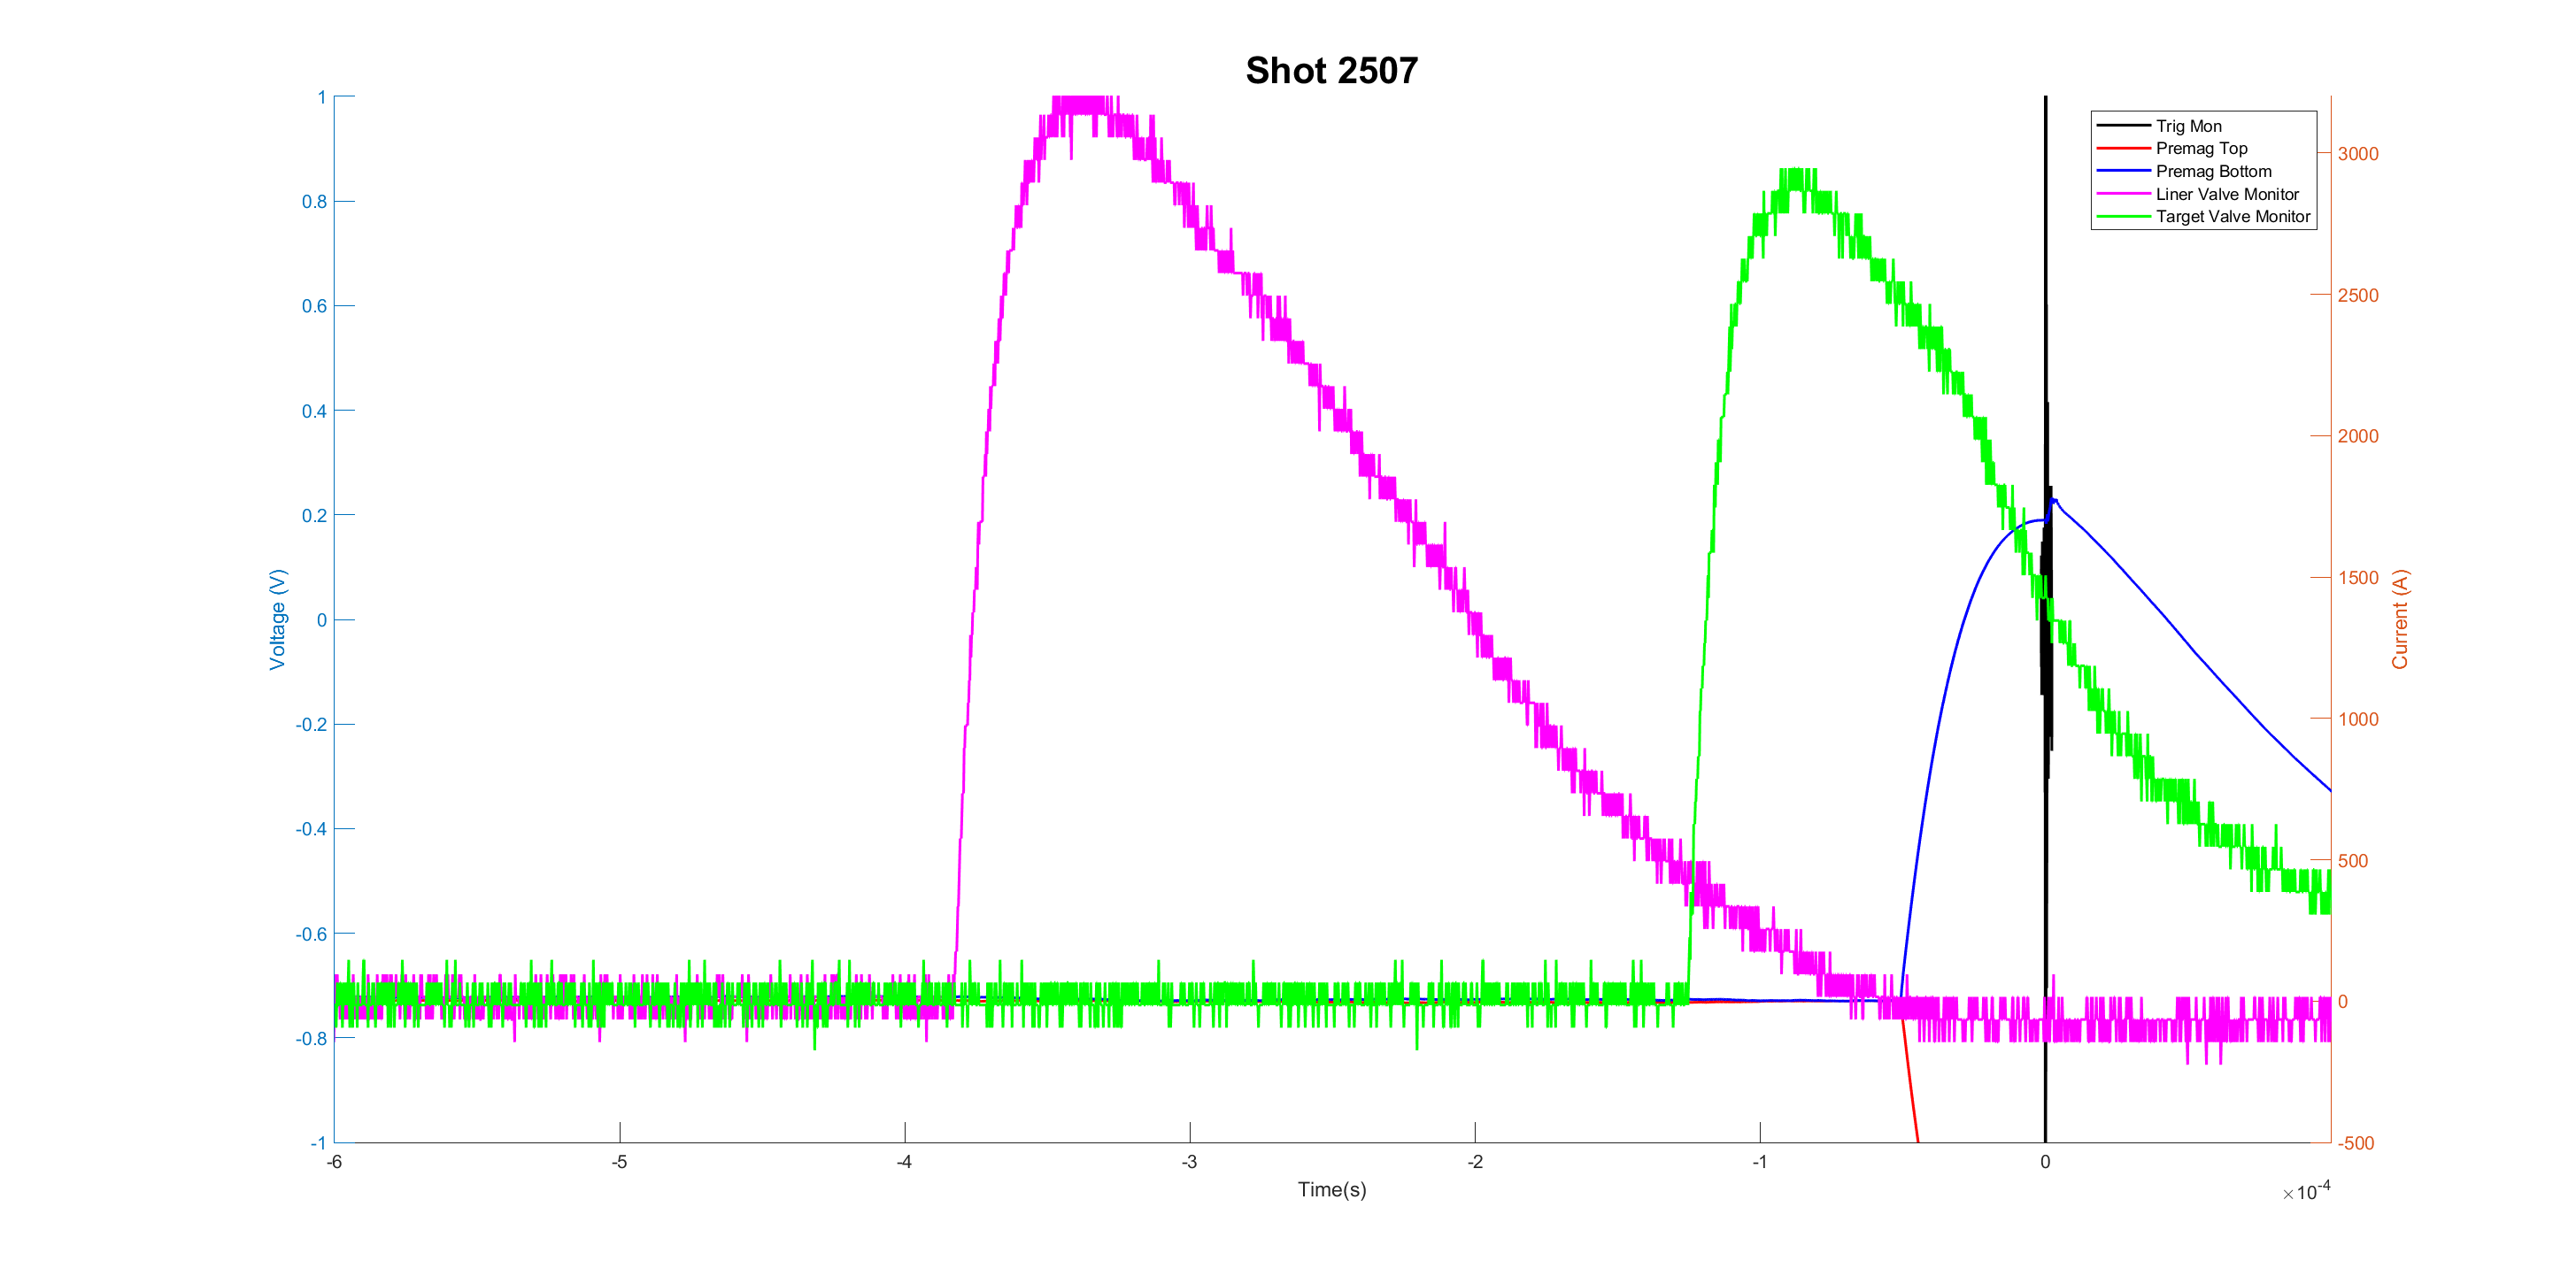 Shot 2507
1
0.8
0.6
0.4
0.2
0
-0.2
-0.4
-0.6
-0.8
-1
Voltage (V)
Trig Mon
Premag Top
Premag Bottom
Liner Valve Monitor
Target Valve Monitor
3000
2500
2000
1500
1000
500
0
-500
Current (A)
-6 -5 -4 -3 -2 -1 0
Time(s)
×10-4